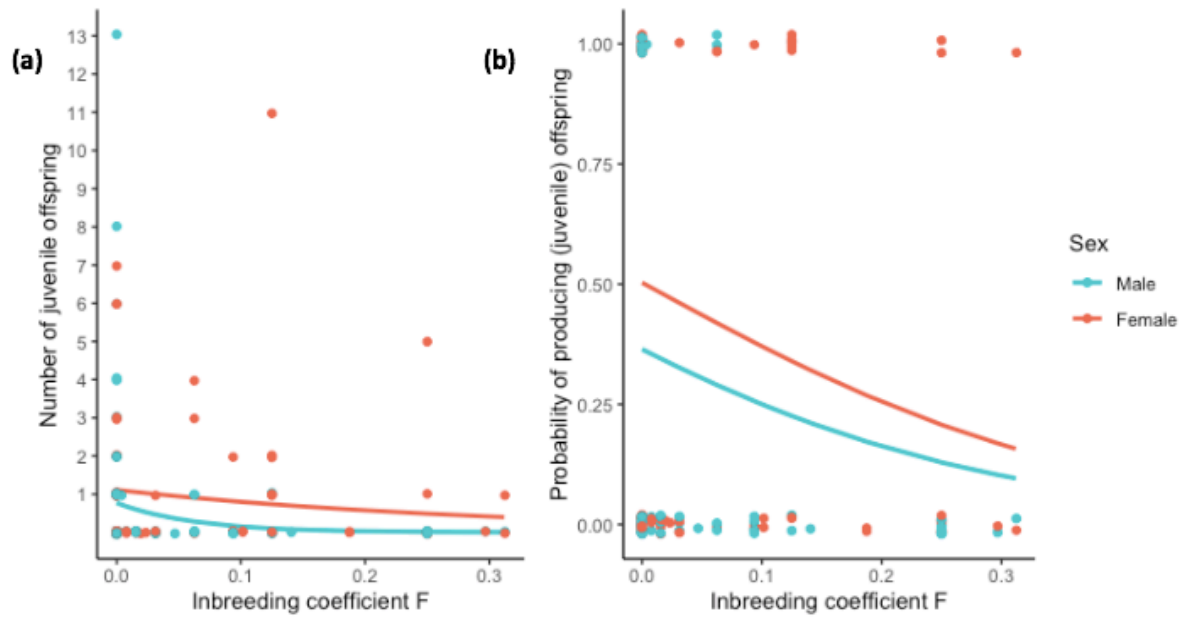 (a)
Number of juvenile offspring
13
12
11
10
9
8
7
6
5
4
3
2
1
0.0 0.1 0.2 0.3
Inbreeding coefficient F
(b)
Probability of producing (juvenile) offspring
1.00
0.75
0.50
0.25
0.00
0.0 0.1 0.2 0.3
Inbreeding coefficient F
Sex
Male
Female